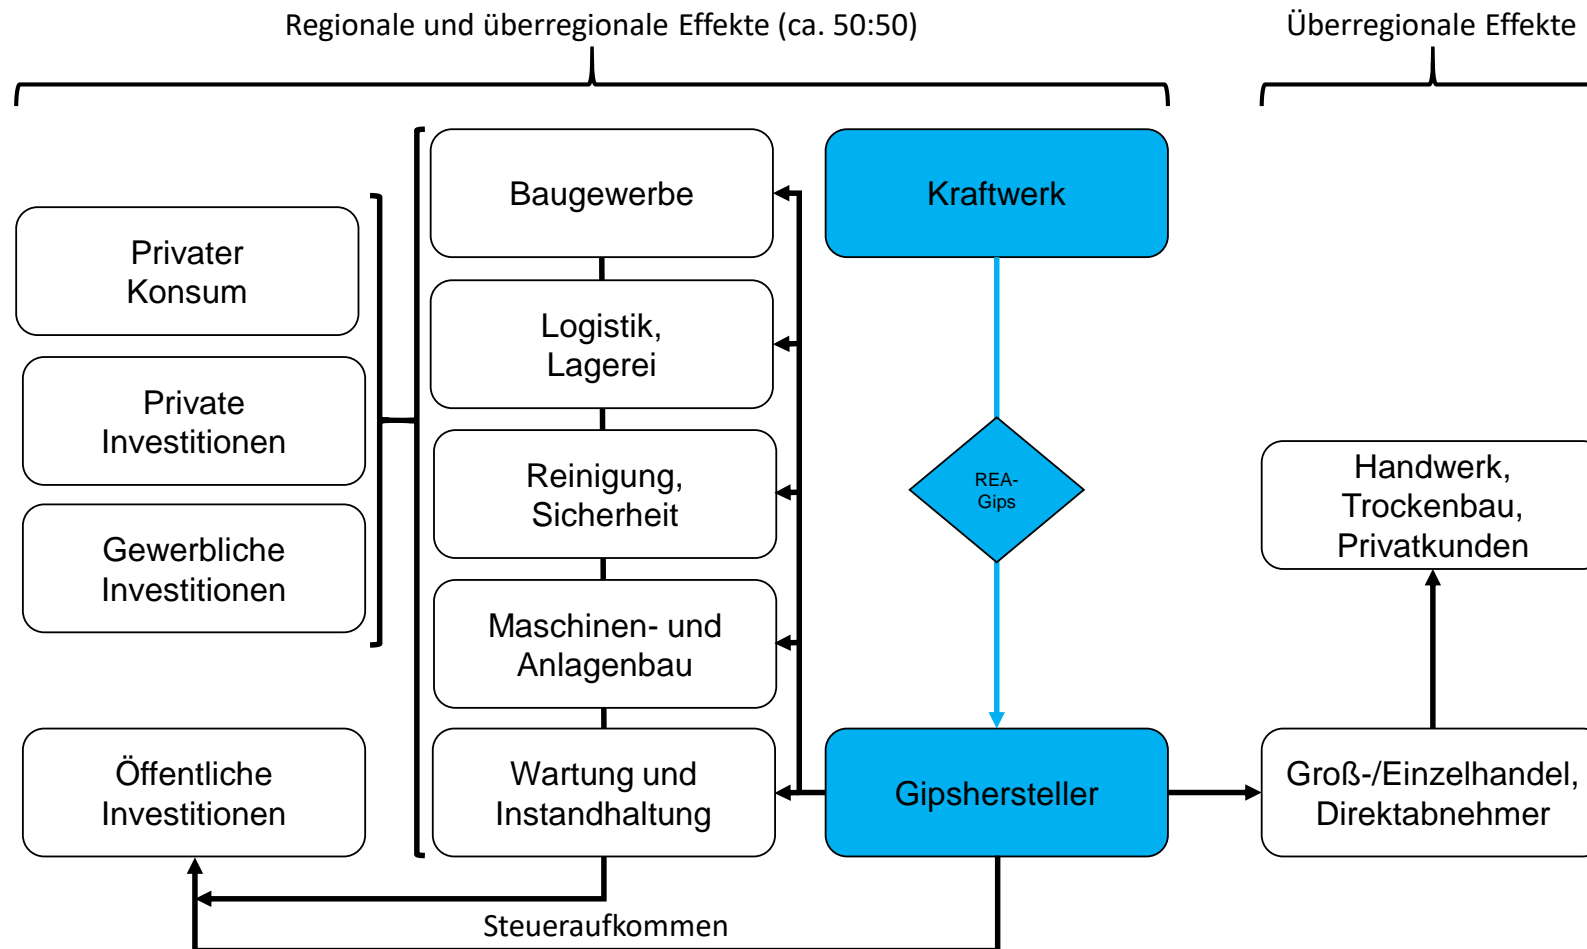 Regionale und überregionale Effekte (ca. 50:50)
Überregionale Effekte
Baugewerbe
Kraftwerk
Privater
Konsum
Logistik,
Lagerei
Private
Investitionen
Reinigung,
Sicherheit
REA-
Gips
Handwerk,
Trockenbau,
Privatkunden
Gewerbliche
Investitionen
Maschinen- und
Anlagenbau
Öffentliche
Investitionen
Wartung und
Instandhaltung
Gipshersteller
Groß-/Einzelhandel,
Direktabnehmer
Steueraufkommen